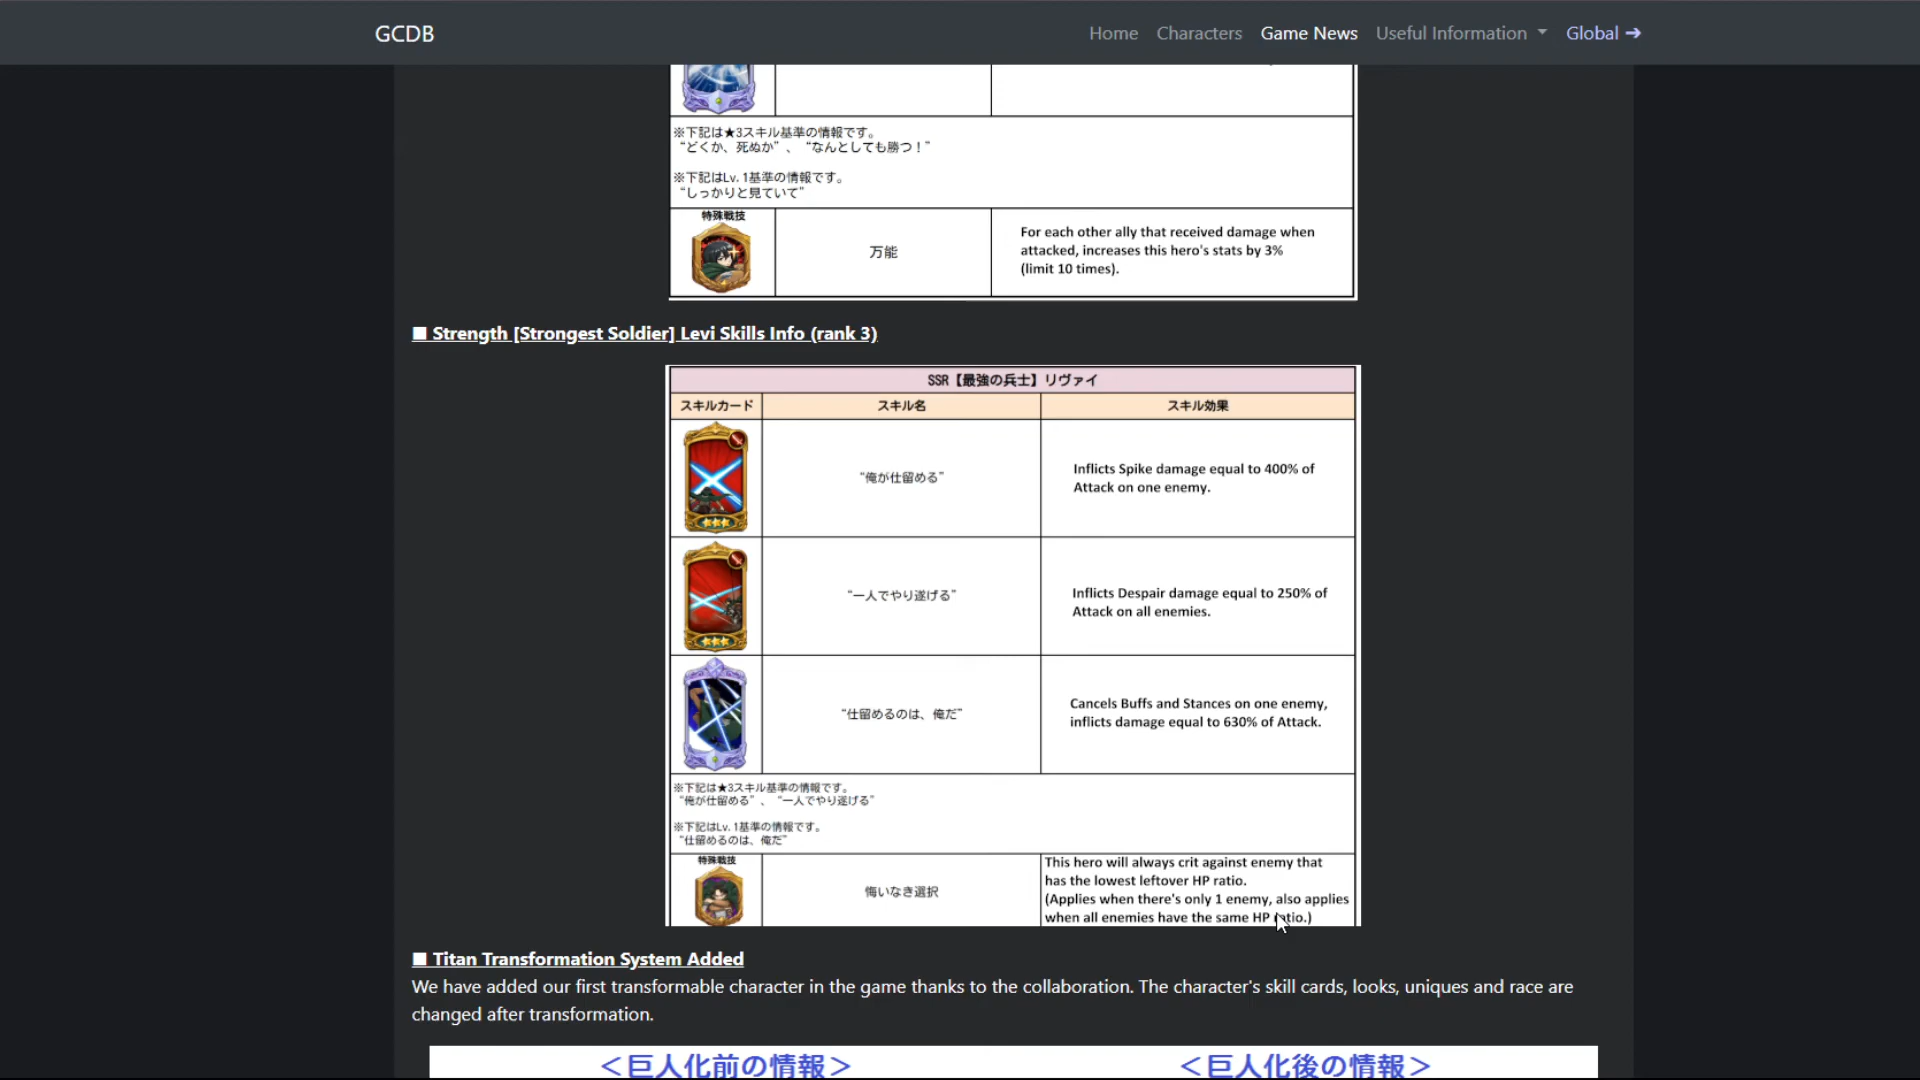 GCDB
Home Characters Game News Useful Information Global ➔
※下記は★3スキル基準の情報です。
“どくか、死ぬか”、“なんとしても勝つ！”
※下記はLv.1基準の情報です。
“しっかりと見ていて”
特殊戦技
万能
For each other ally that received damage when
attacked, increases this hero's stats by 3%
(limit 10 times).
■ Strength [Strongest Soldier] Levi Skills Info (rank 3)
SSR【最強の兵士】リヴァイ
スキルカード スキル名 スキル効果
“俺が仕留める”
Inflicts Spike damage equal to 400% of
Attack on one enemy.
“一人でやり遂げる”
Inflicts Despair damage equal to 250% of
Attack on all enemies.
“仕留めるのは、俺だ”
Cancels Buffs and Stances on one enemy,
inflicts damage equal to 630% of Attack.
※下記は★3スキル基準の情報です。
“俺が仕留める”、“一人でやり遂げる”
※下記はLv.1基準の情報です。
“仕留めるのは、俺だ”
特殊戦技
悔いなき選択
This hero will always crit against enemy that
has the lowest leftover HP ratio.
(Applies when there's only 1 enemy, also applies
when all enemies have the same HP ratio.)
■ Titan Transformation System Added
We have added our first transformable character in the game thanks to the collaboration. The character's skill cards, looks, uniques and race are
changed after transformation.
＜巨人化前の情報＞ ＜巨人化後の情報＞